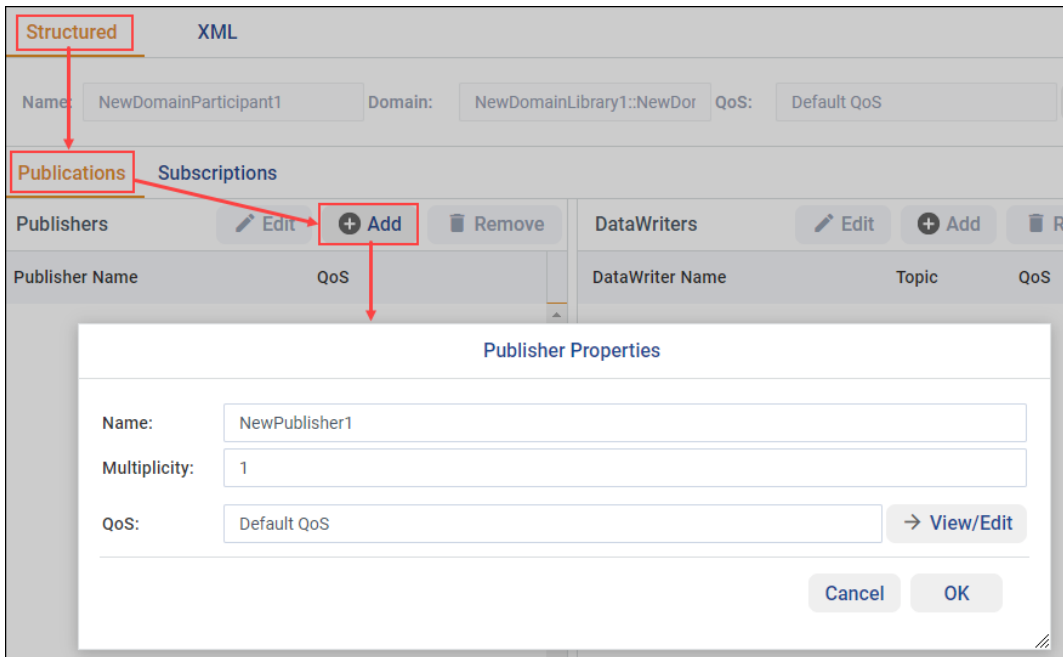 Structured XML
Name: NewDomainParticipant1 Domain: NewDomainLibrary1::NewDor QoS: Default QoS
Publications Subscriptions
Publishers Edit Add Remove DataWriters Edit Add R
Publisher Name QoS DataWriter Name Topic QoS
Publisher Properties
Name: NewPublisher1
Multiplicity: 1
QoS: Default QoS View/Edit
Cancel OK